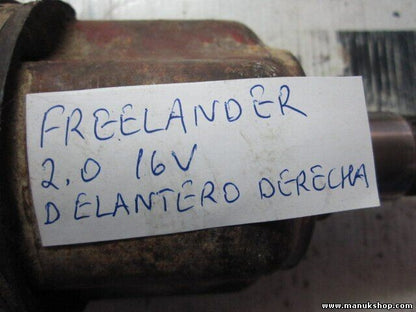 FREELANDER
2.0 16V
DELANTERO DERECHA
www.manukshop.com